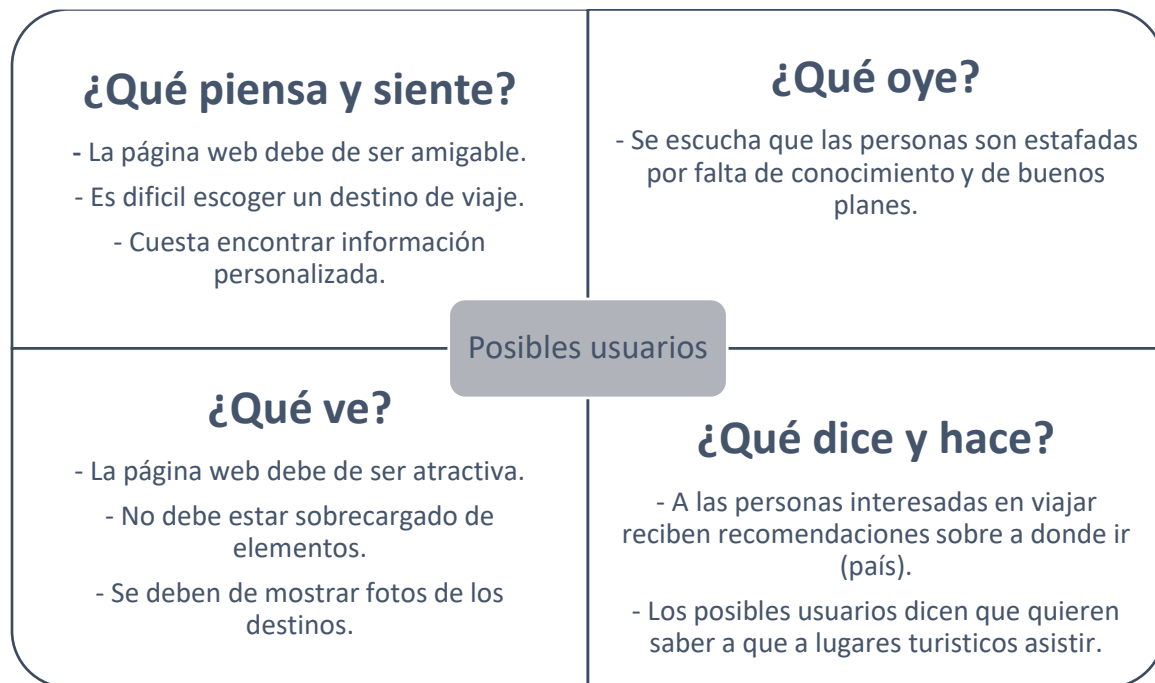 ¿Qué piensa y siente?
- La página web debe de ser amigable.
- Es dificil escoger un destino de viaje.
- Cuesta encontrar información
personalizada.
¿Qué oye?
- Se escucha que las personas son estafadas
por falta de conocimiento y de buenos
planes.
Posibles usuarios
¿Qué ve?
- La página web debe de ser atractiva.
- No debe estar sobrecargado de
elementos.
- Se deben de mostrar fotos de los
destinos.
¿Qué dice y hace?
- A las personas interesadas en viajar
reciben recomendaciones sobre a donde ir
(país).
- Los posibles usuarios dicen que quieren
saber a que a lugares turisticos asistir.